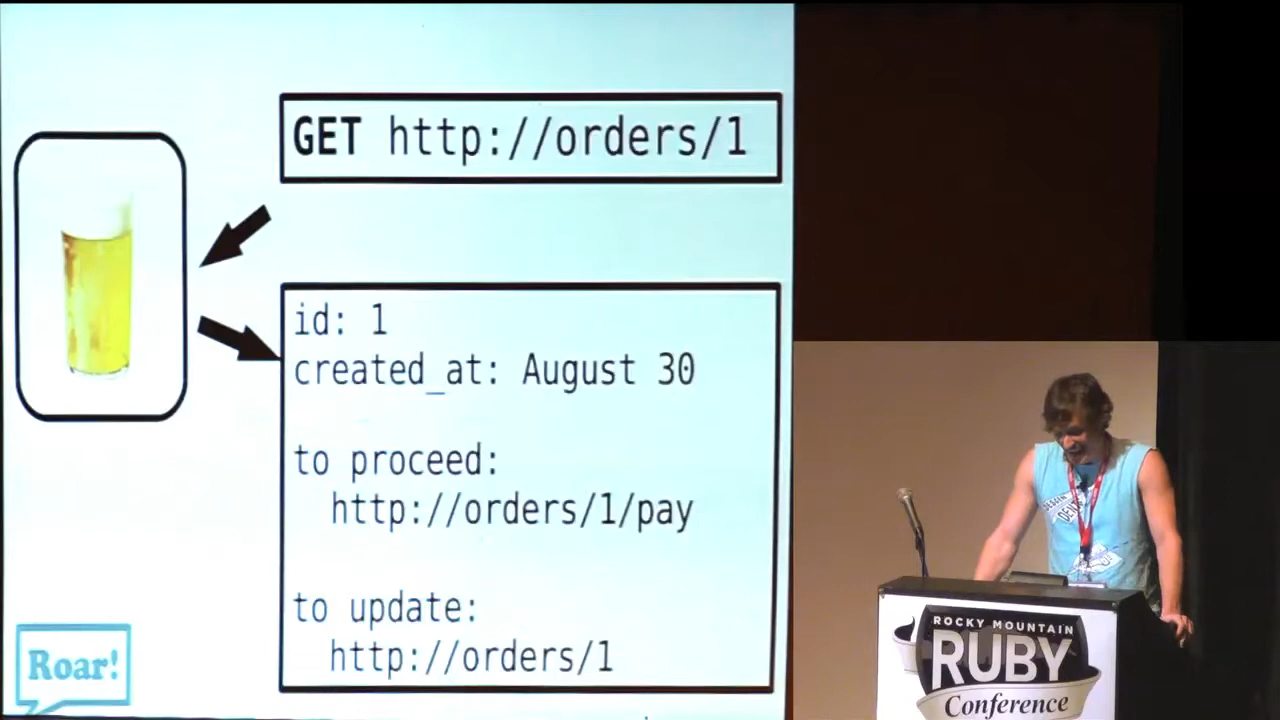 GET http://orders/1
id: 1
created_at: August 30
to proceed:
http://orders/1/pay
to update:
http://orders/1
Roar!
ROCKY MOUNTAIN
RUBY
Conference